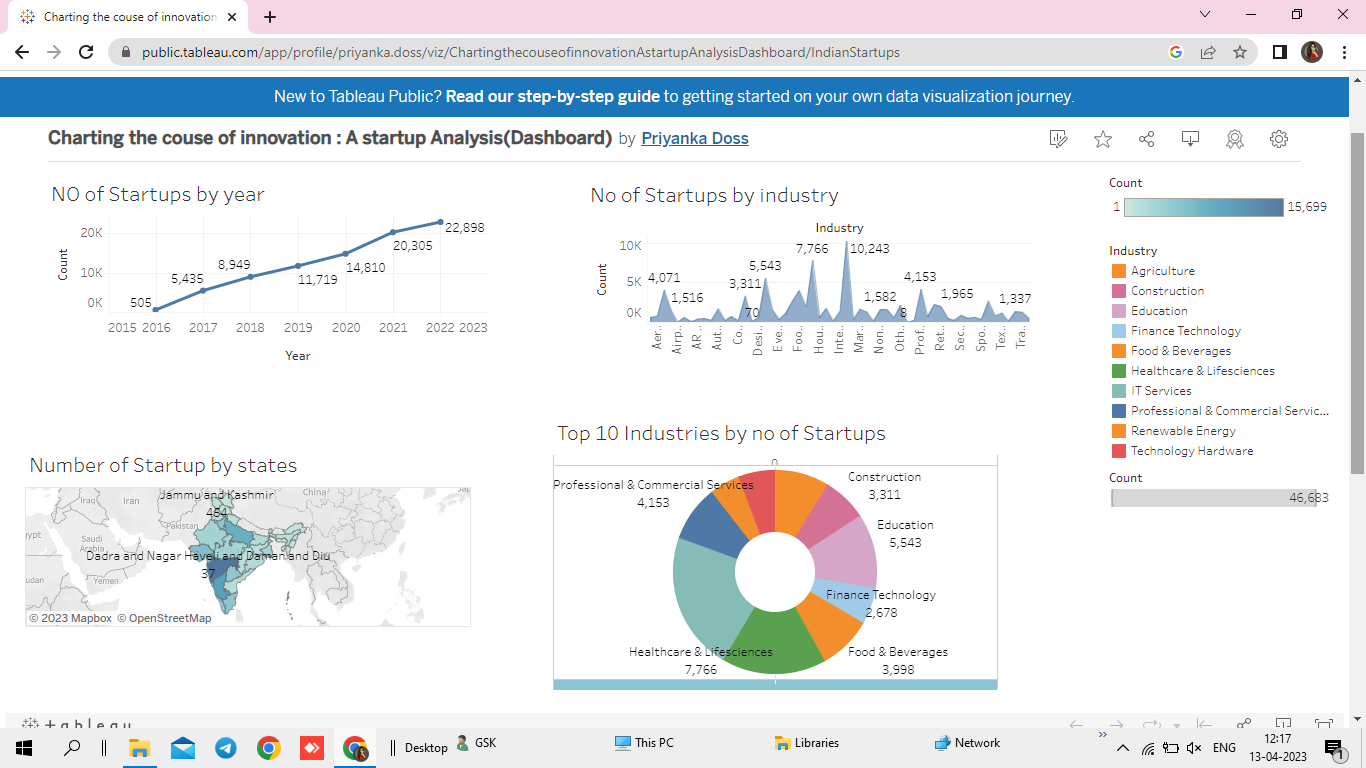 Charting the couse of innovation
public.tableau.com/app/profile/priyanka.doss/viz/ChartingthecouseofinnovationAstartupAnalysisDashboard/IndianStartups
New to Tableau Public? Read our step-by-step guide to getting started on your own data visualization journey.
Charting the couse of innovation : A startup Analysis(Dashboard) by Priyanka Doss
NO of Startups by year
Count
20K
10K
0K
505
5,435
8,949
11,719
14,810
20,305
22,898
2015 2016 2017 2018 2019 2020 2021 2022 2023
Year
No of Startups by industry
Industry
Count
10K
5K
0K
4,071
1,516
3,311
70
5,543
7,766
10,243
1,582
8
4,153
1,965
1,337
Aer..
Airp..
AR..
Aut..
Co..
Desi..
Eve..
Foo..
Hou..
Inte..
Mar..
Non..
Oth..
Prof..
Ret..
Sec..
Spo..
Tex..
Tra..
Count
1 15,699
Industry
Agriculture
Construction
Education
Finance Technology
Food & Beverages
Healthcare & Lifesciences
IT Services
Professional & Commercial Servic...
Renewable Energy
Technology Hardware
Count
46,683
Number of Startup by states
Jammu and Kashmir
454
Iraq
Iran
China
Pakistan
Saudi
Arabia
Dadra and Nagar Haveli and Daman and Diu
37
Yemen
© 2023 Mapbox © OpenStreetMap
Top 10 Industries by no of Startups
0
Professional & Commercial Services
4,153
Construction
3,311
Education
5,543
Finance Technology
2,678
Food & Beverages
3,998
Healthcare & Lifesciences
7,766
+ a b l e a u
Desktop
GSK
This PC
Libraries
Network
ENG
12:17
13-04-2023
1